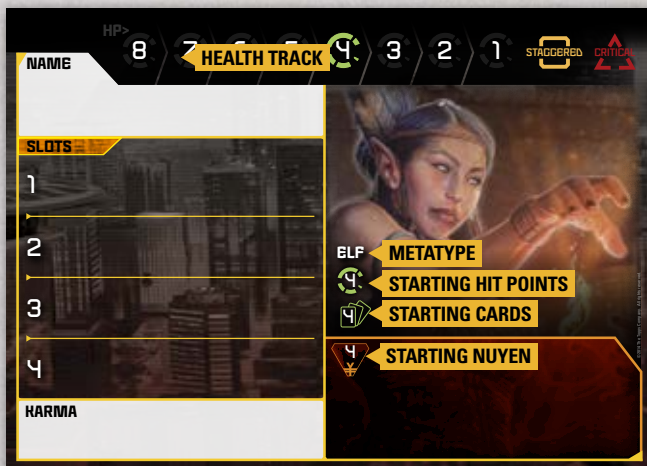 HP>
8 7 HEALTH TRACK 4 3 2 1 STAGGERED CRITICAL
NAME
SLOTS
1
2
3
4
ELF METATYPE
4 STARTING HIT POINTS
4 STARTING CARDS
4 ¥ STARTING NUYEN
KARMA